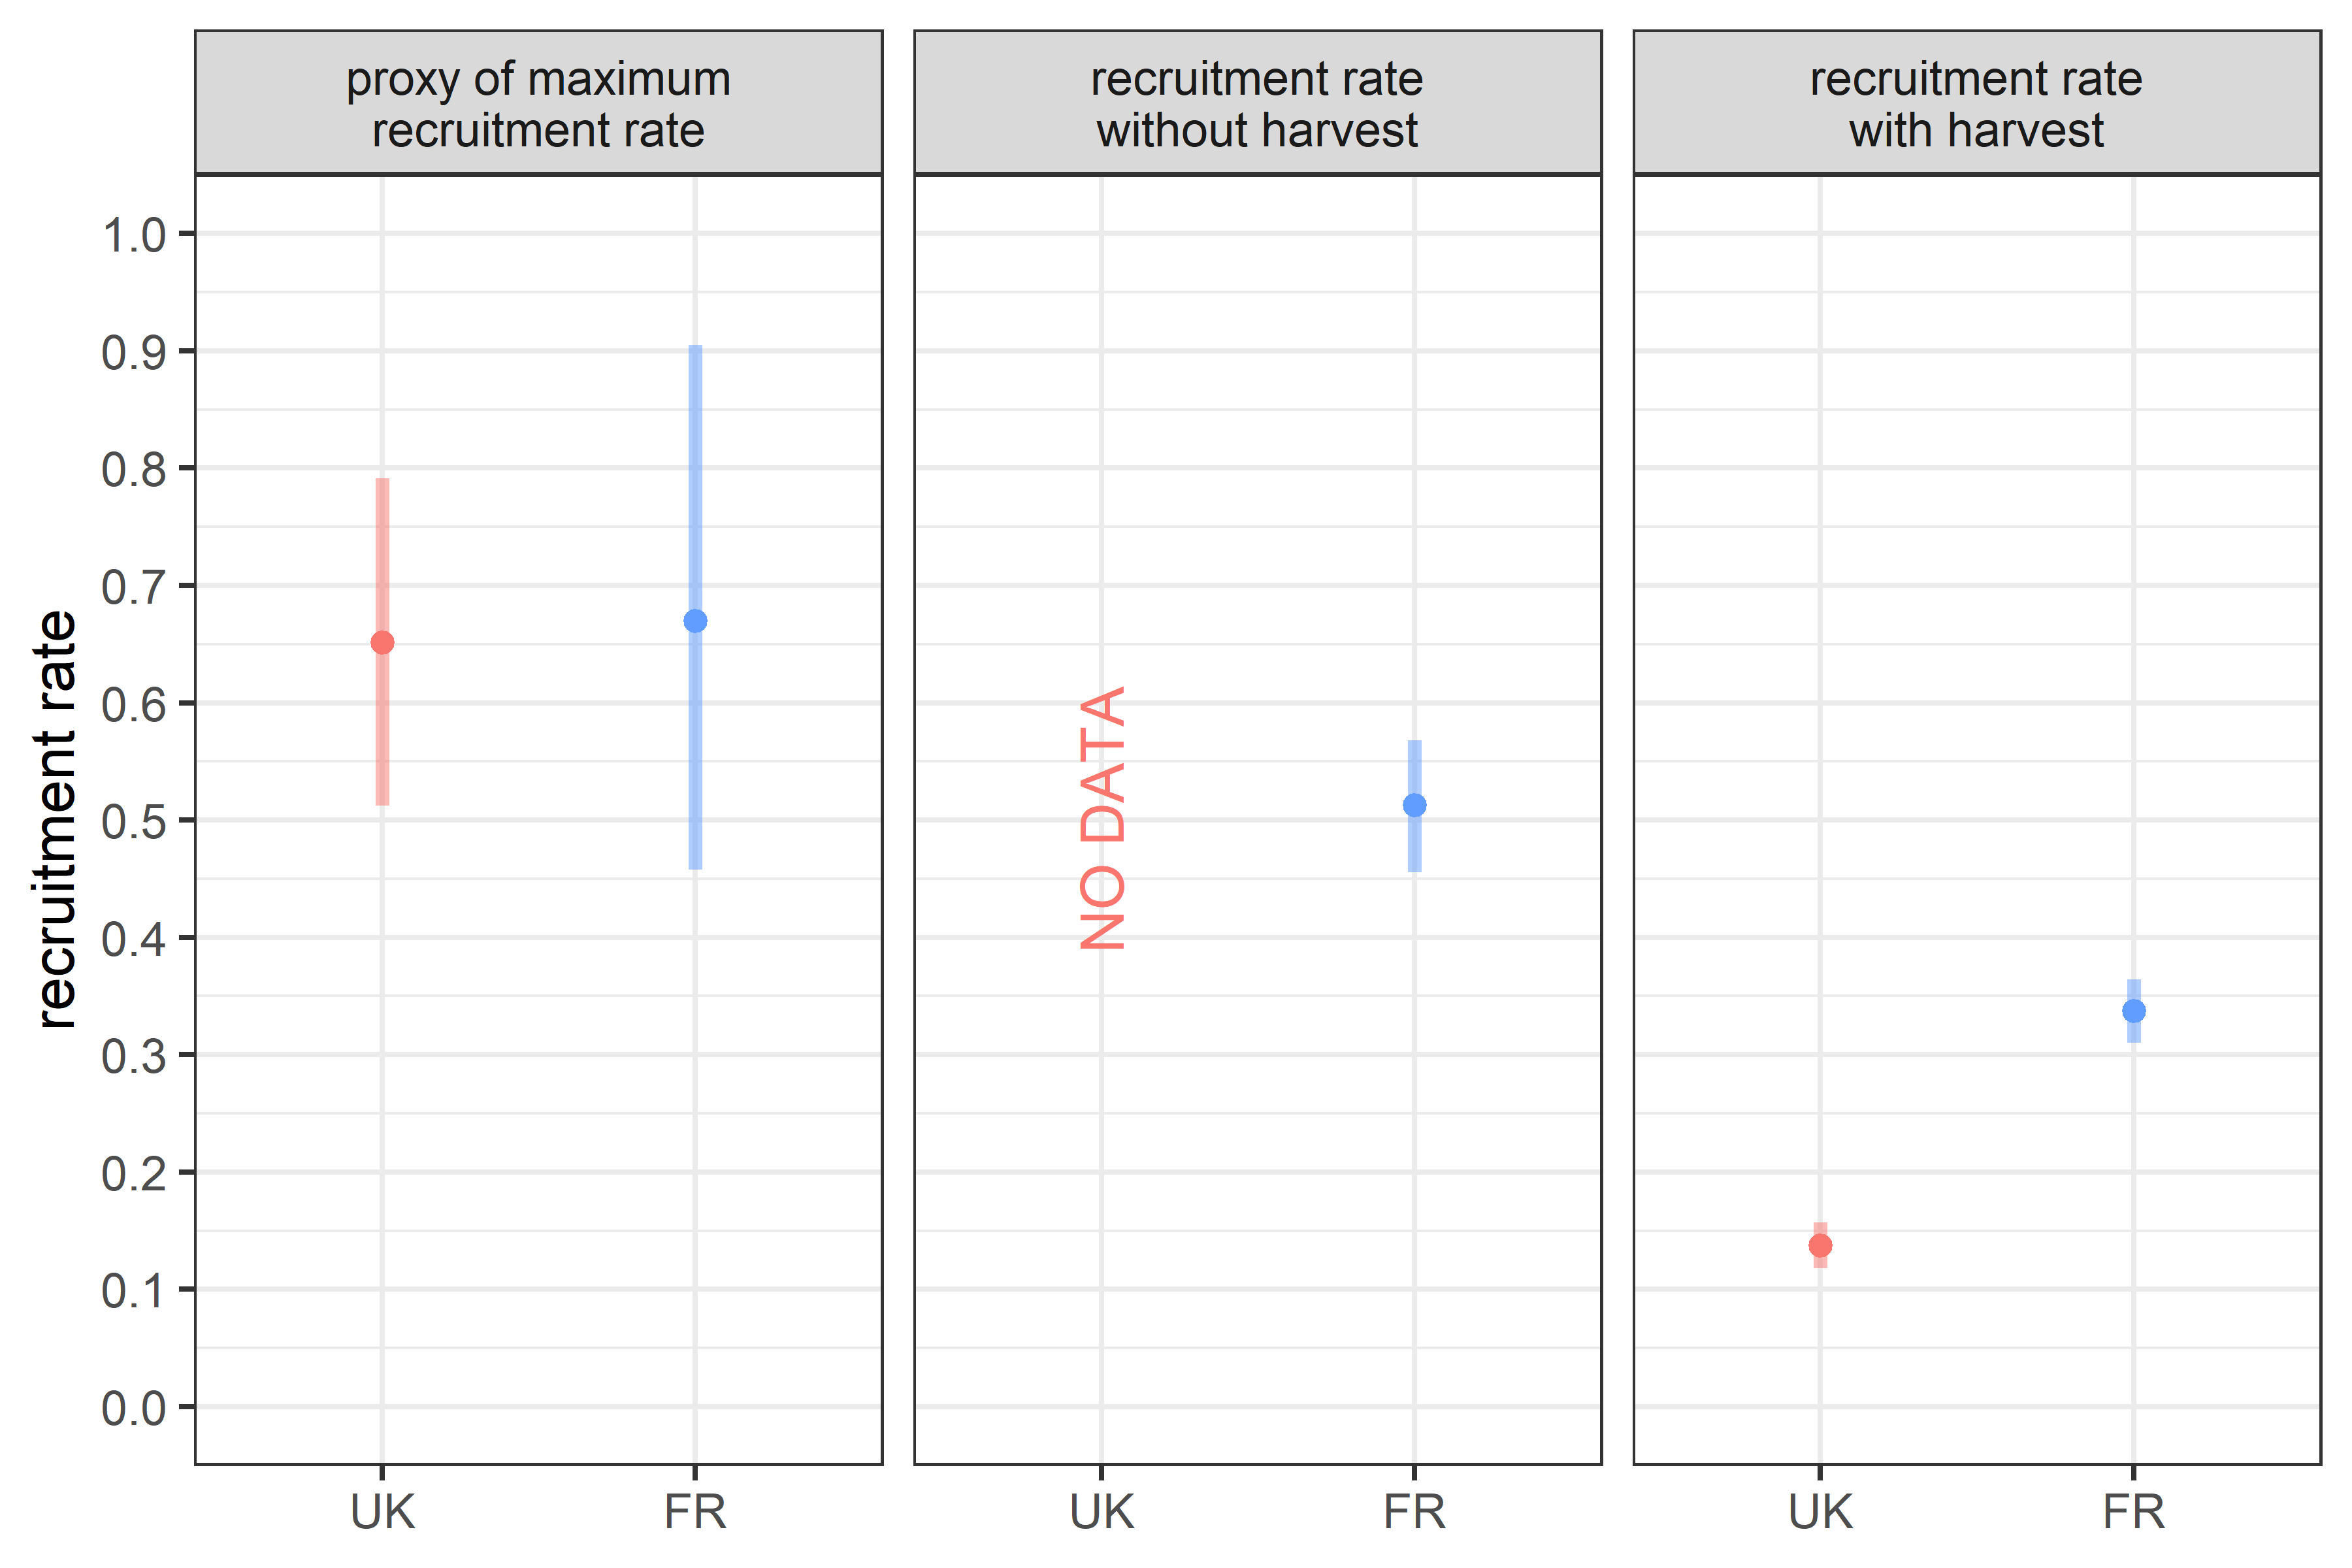 proxy of maximum
recruitment rate
recruitment rate
without harvest
recruitment rate
with harvest
recruitment rate
1.0
0.9
0.8
0.7
0.6
0.5
0.4
0.3
0.2
0.1
0.0
NO DATA
UK
FR
UK
FR
UK
FR